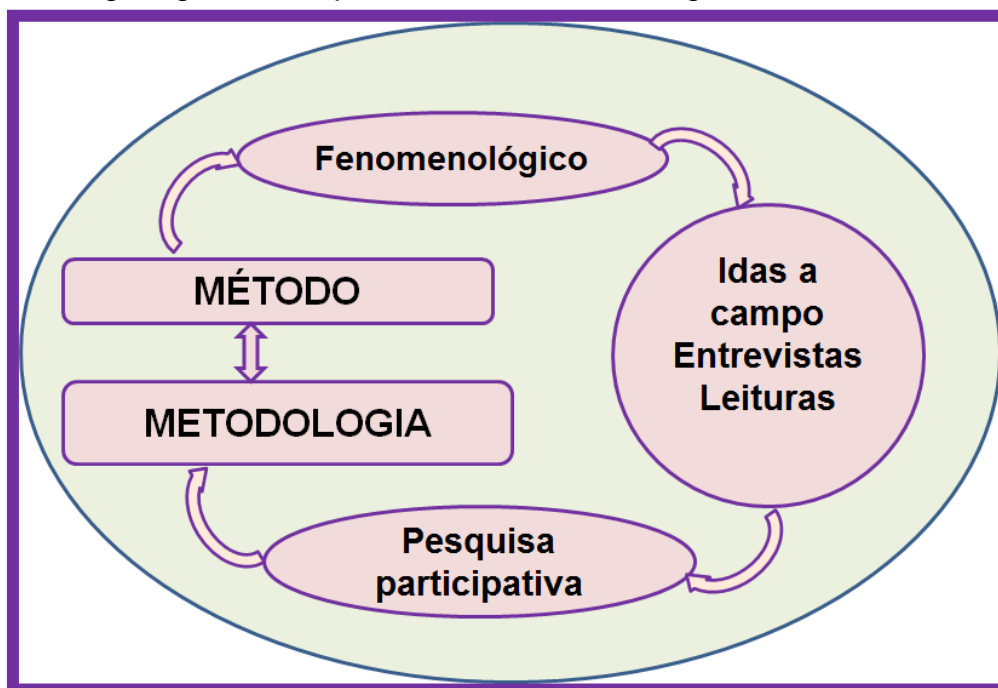 Fenomenológico
MÉTODO
METODOLOGIA
Idas a
campo
Entrevistas
Leituras
Pesquisa
participativa